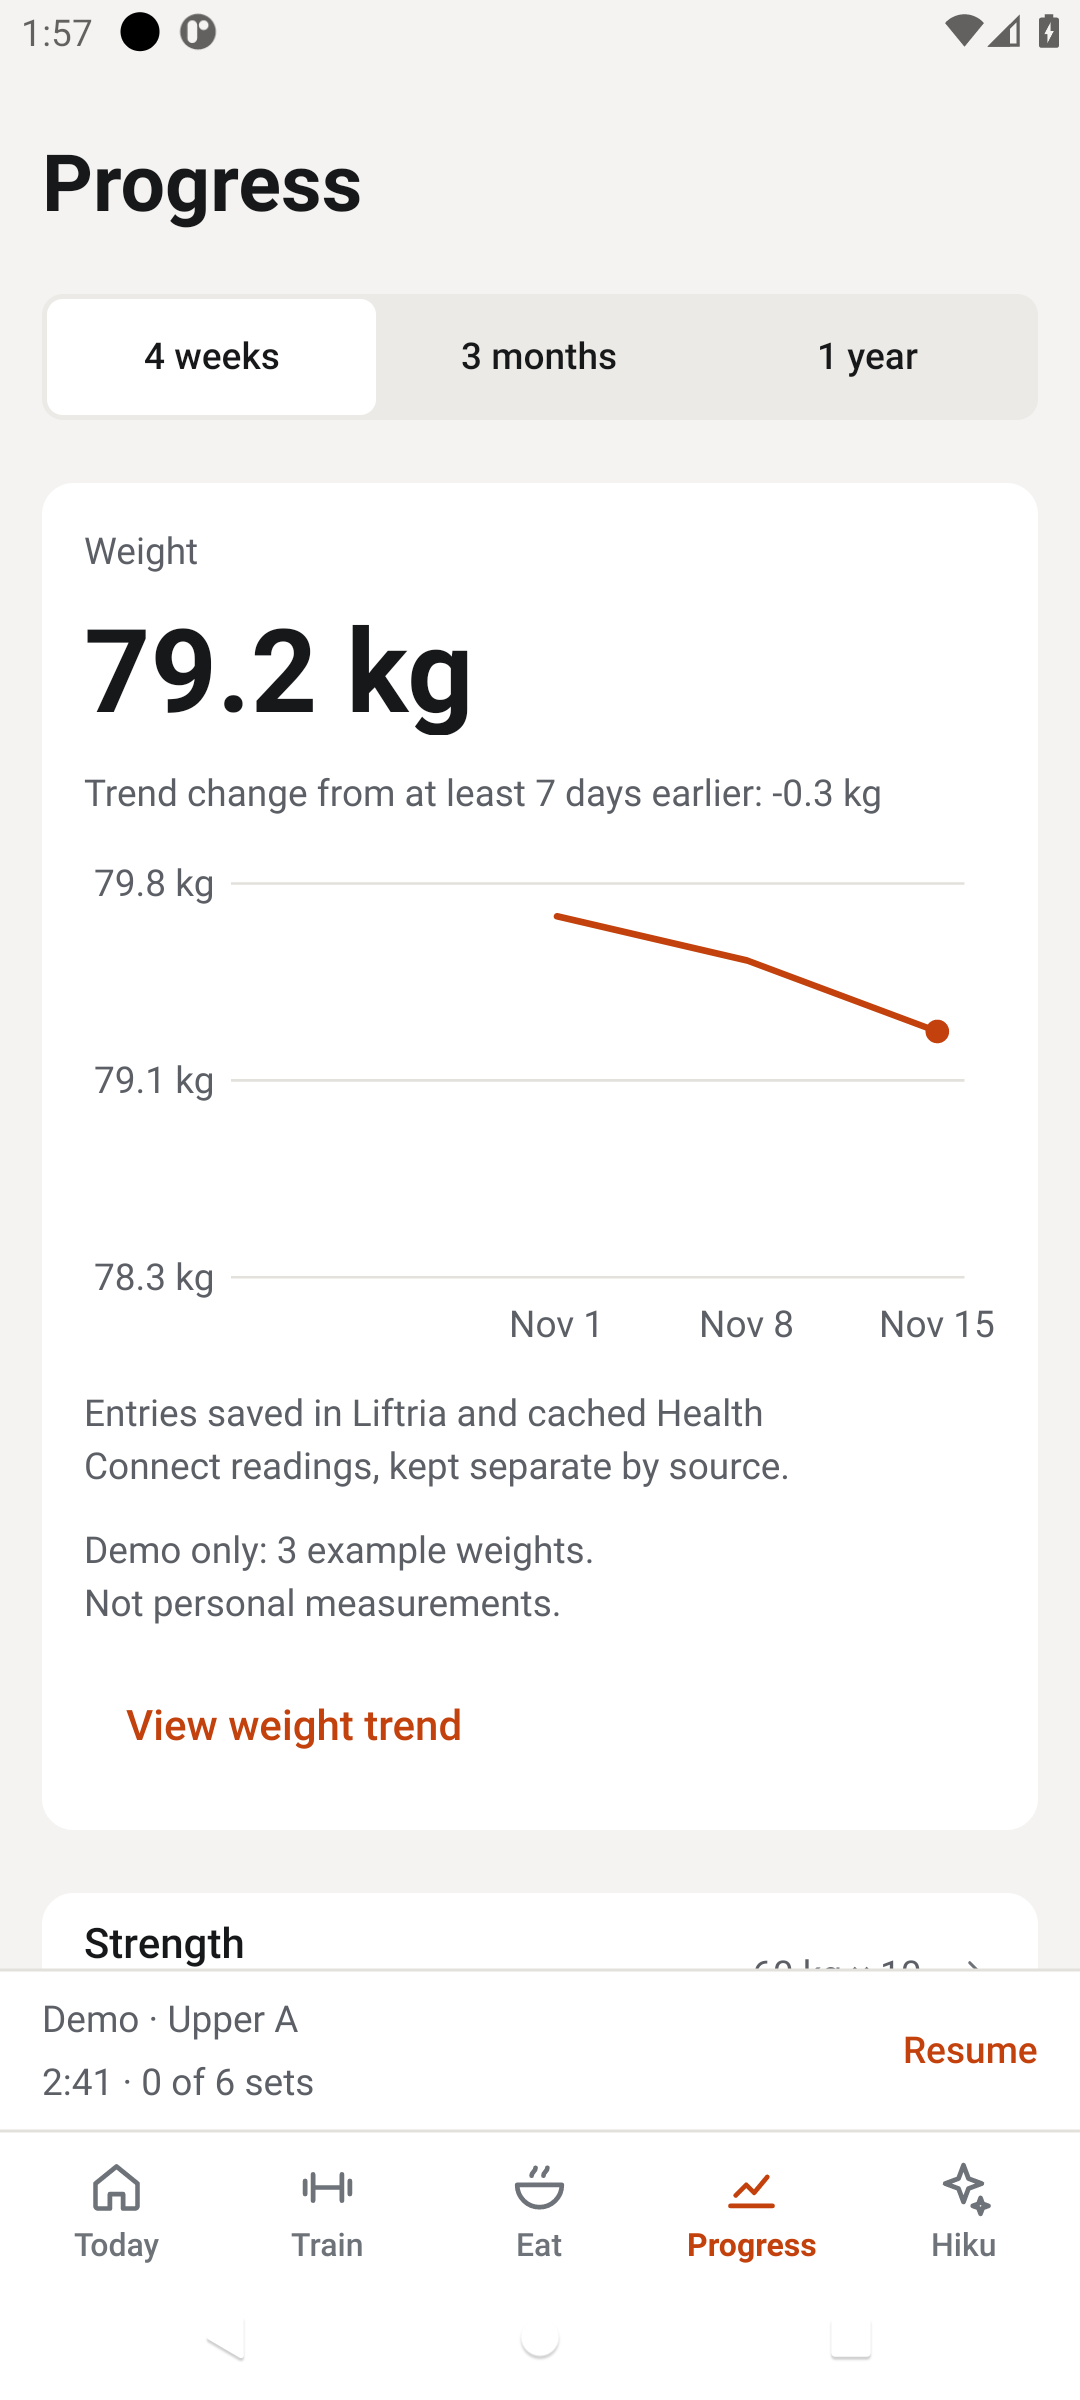 1:57
Progress
4 weeks 3 months 1 year
Weight
79.2 kg
Trend change from at least 7 days earlier: -0.3 kg
79.8 kg
79.1 kg
78.3 kg
Nov 1 Nov 8 Nov 15
Entries saved in Liftria and cached Health
Connect readings, kept separate by source.
Demo only: 3 example weights.
Not personal measurements.
View weight trend
Strength
Demo · Upper A
2:41 · 0 of 6 sets
Resume
Today Train Eat Progress Hiku